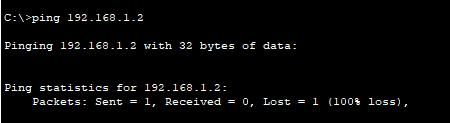 C:\>ping 192.168.1.2
Pinging 192.168.1.2 with 32 bytes of data:
Ping statistics for 192.168.1.2:
Packets: Sent = 1, Received = 0, Lost = 1 (100% loss),